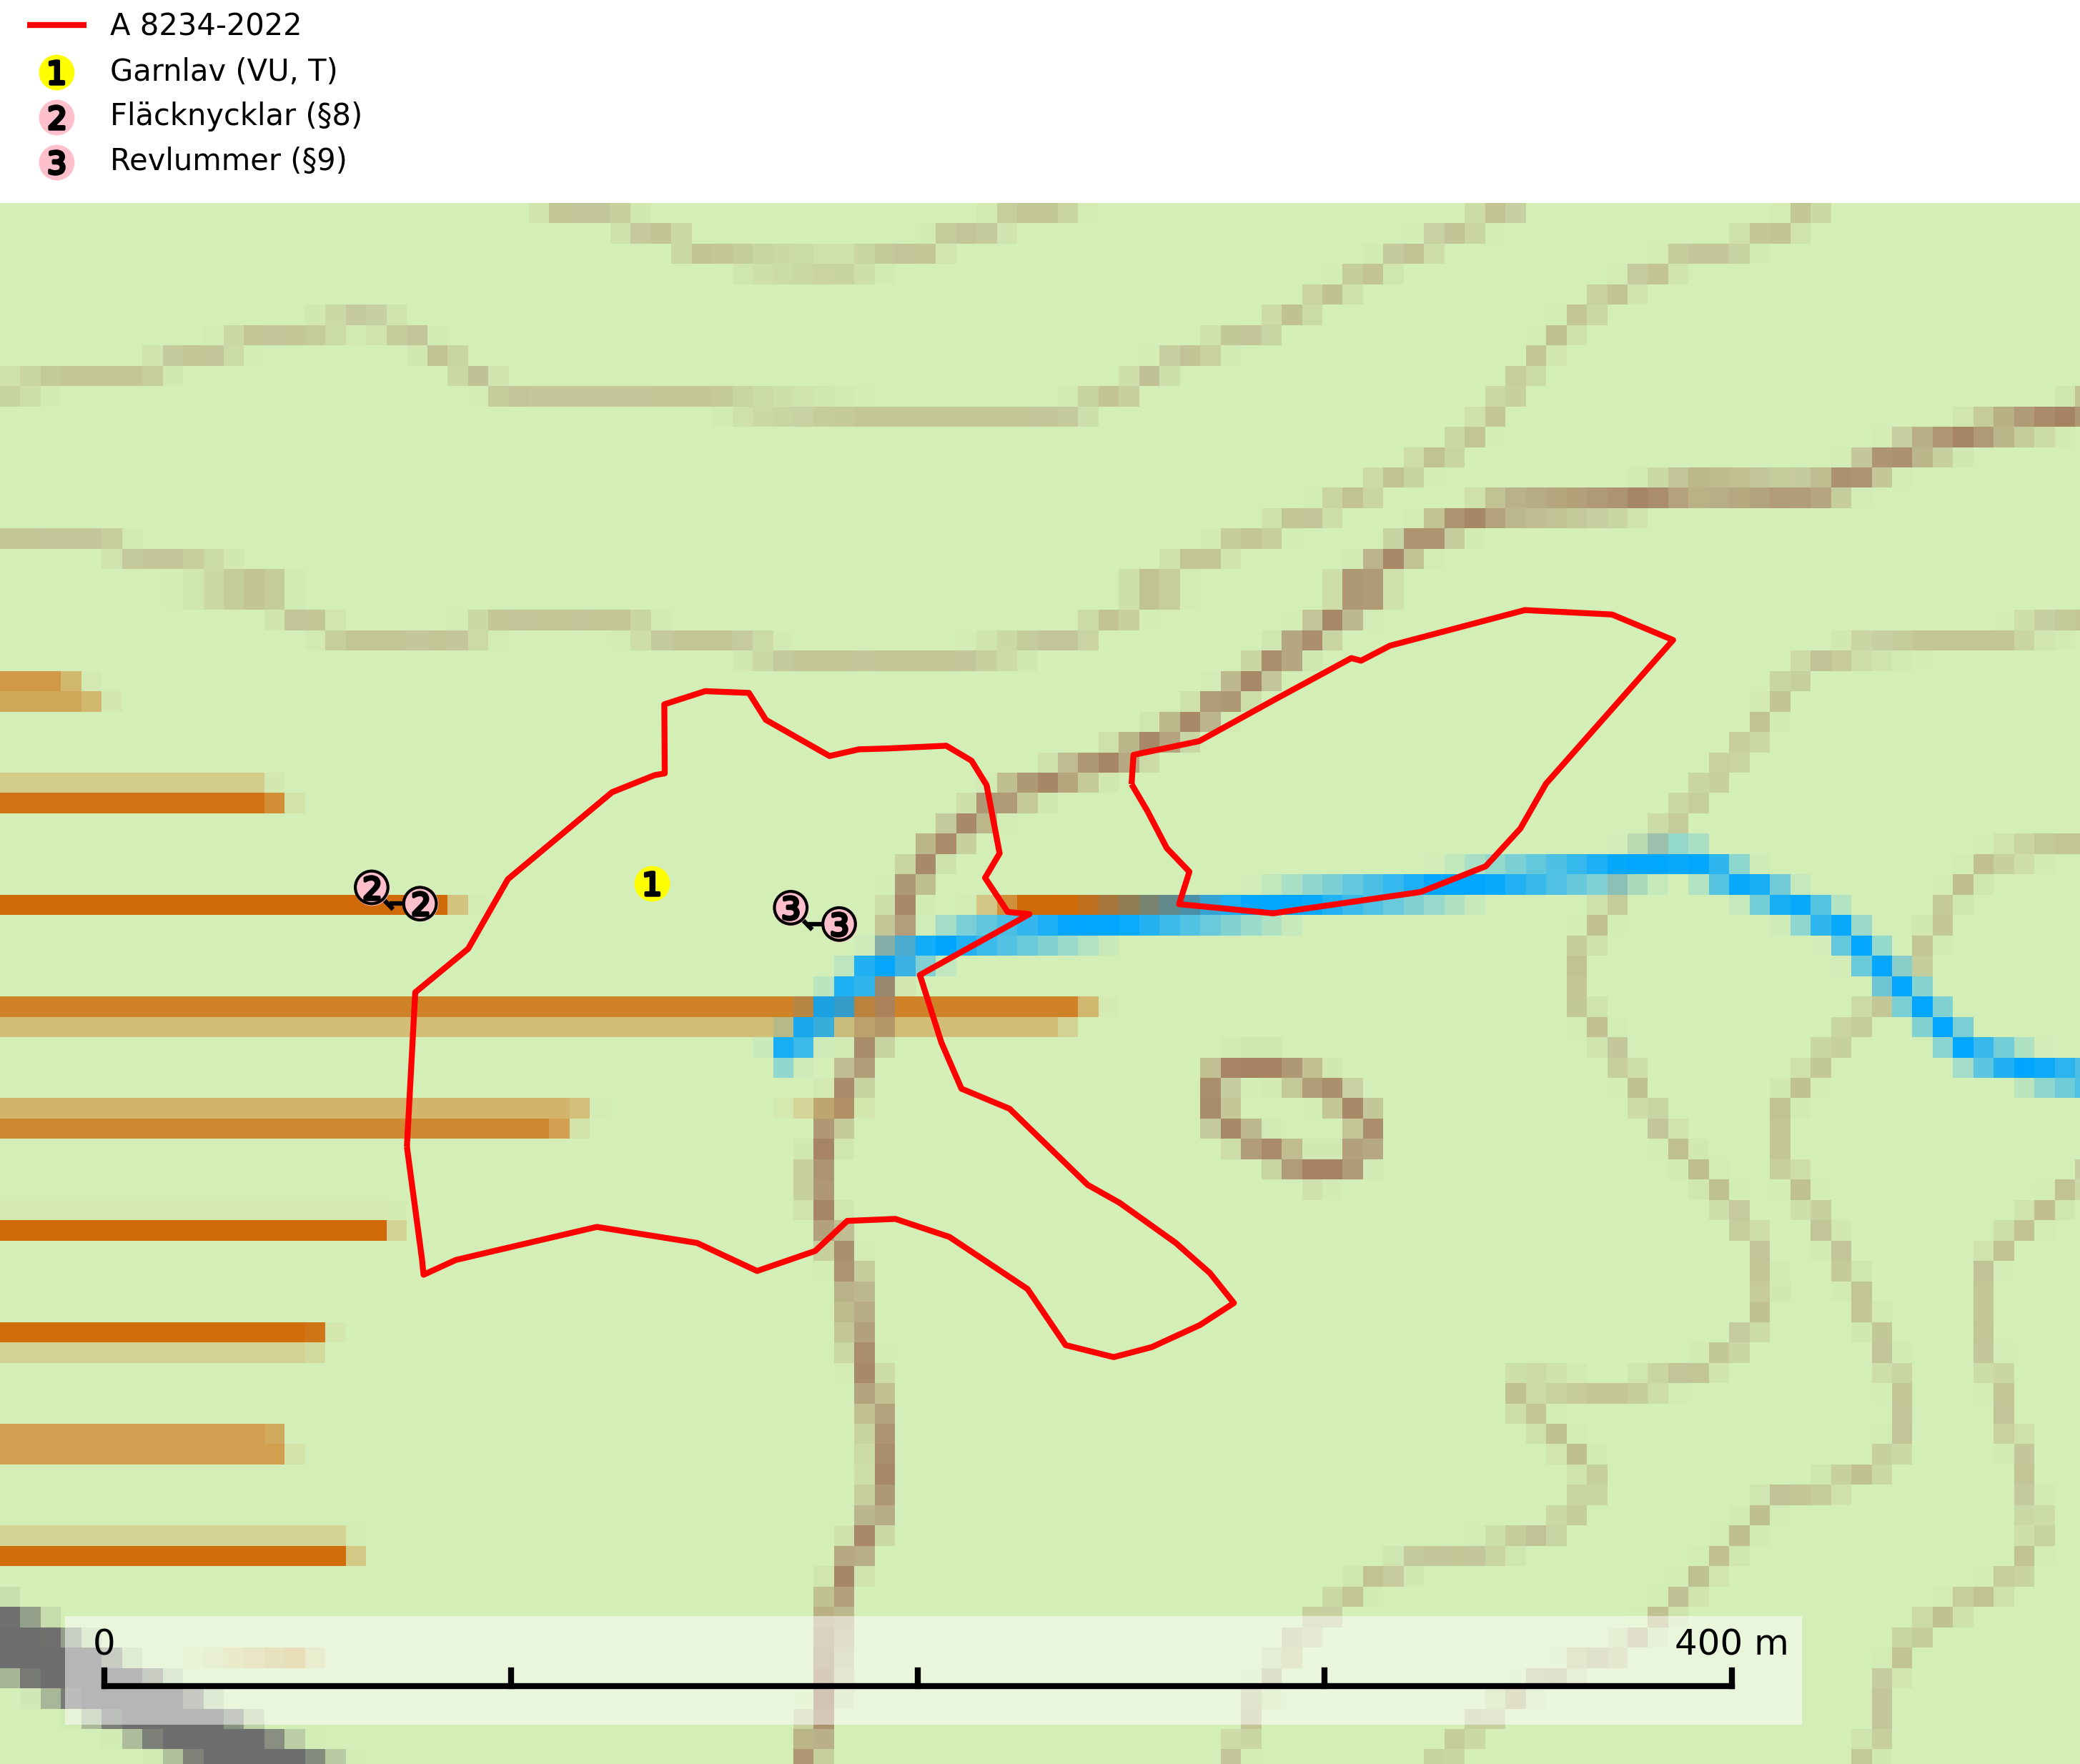 A 8234-2022
1 Garnlav (VU, T)
2 Fläcknycklar (§8)
3 Revlummer (§9)
2 2
1
3 3
0 400 m